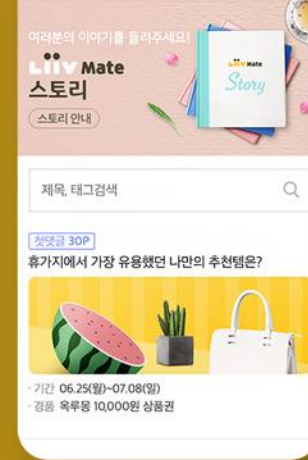 여러분의 이야기를 들려주세요!
Liiv Mate
스토리
스토리 안내
Liiv Mate
Story
제목, 태그검색
첫댓글 30P
휴가지에서 가장 유용했던 나만의 추천템은?
· 기간 06.25(월)~07.08(일)
· 경품 옥루몽 10,000원 상품권